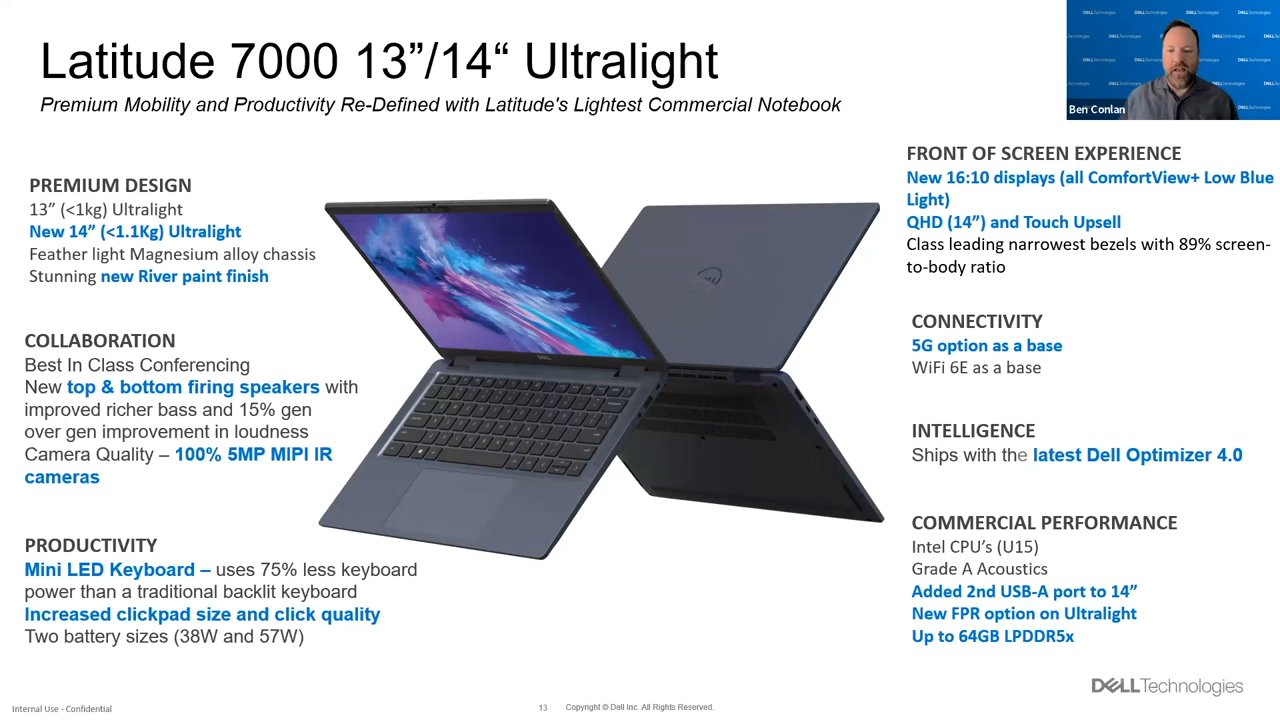 Latitude 7000 13”/14“ Ultralight
Premium Mobility and Productivity Re-Defined with Latitude's Lightest Commercial Notebook
Ben Conlan
PREMIUM DESIGN
13” (<1kg) Ultralight
New 14” (<1.1Kg) Ultralight
Feather light Magnesium alloy chassis
Stunning new River paint finish
COLLABORATION
Best In Class Conferencing
New top & bottom firing speakers with
improved richer bass and 15% gen
over gen improvement in loudness
Camera Quality – 100% 5MP MIPI IR
cameras
PRODUCTIVITY
Mini LED Keyboard – uses 75% less keyboard
power than a traditional backlit keyboard
Increased clickpad size and click quality
Two battery sizes (38W and 57W)
FRONT OF SCREEN EXPERIENCE
New 16:10 displays (all ComfortView+ Low Blue
Light)
QHD (14”) and Touch Upsell
Class leading narrowest bezels with 89% screen-
to-body ratio
CONNECTIVITY
5G option as a base
WiFi 6E as a base
INTELLIGENCE
Ships with the latest Dell Optimizer 4.0
COMMERCIAL PERFORMANCE
Intel CPU’s (U15)
Grade A Acoustics
Added 2nd USB-A port to 14”
New FPR option on Ultralight
Up to 64GB LPDDR5x
DELL Technologies
Internal Use - Confidential
13
Copyright © Dell Inc. All Rights Reserved.